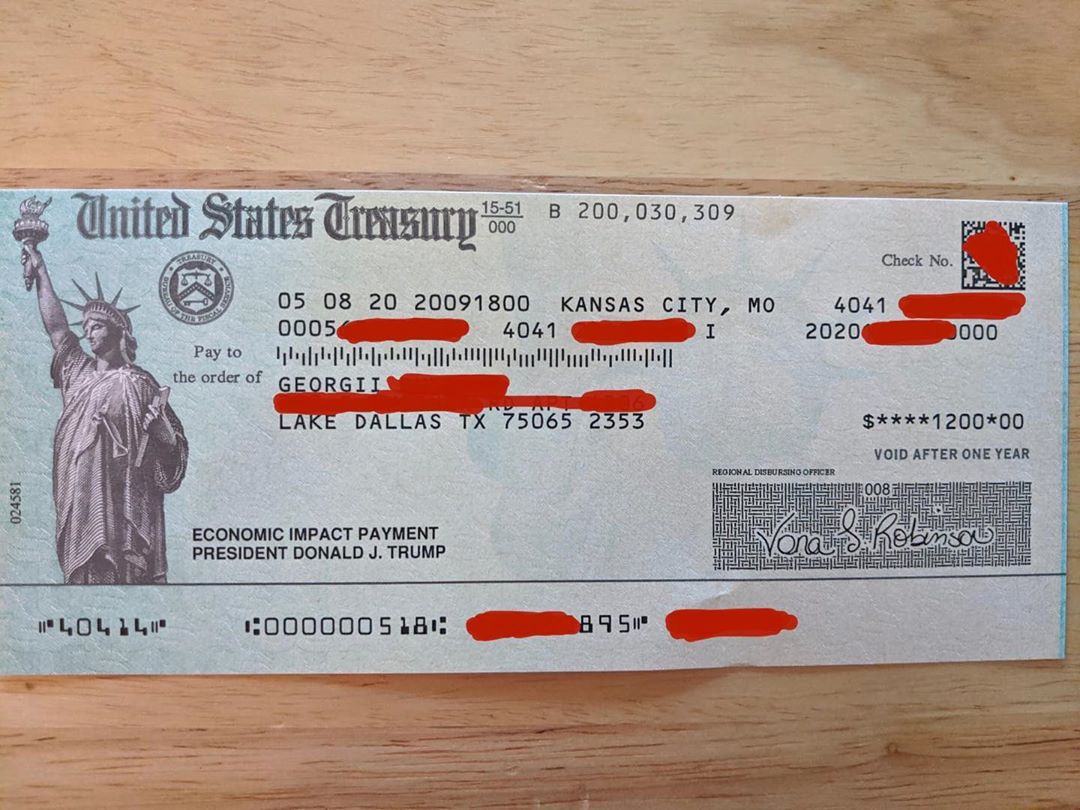 United States Treasury 15-51 B 200,030,309
000
Check No.
05 08 20 20091800 KANSAS CITY, MO 4041
0005 4041 I 2020 0000
Pay to
the order of
GEORGII
LAKE DALLAS TX 75065 2353 $****1200*00
VOID AFTER ONE YEAR
REGIONAL DISBURSING OFFICER
008
Vona S. Robinson
024581
ECONOMIC IMPACT PAYMENT
PRESIDENT DONALD J. TRUMP
⑈40414⑈ ⑆000000518⑆ 895⑈